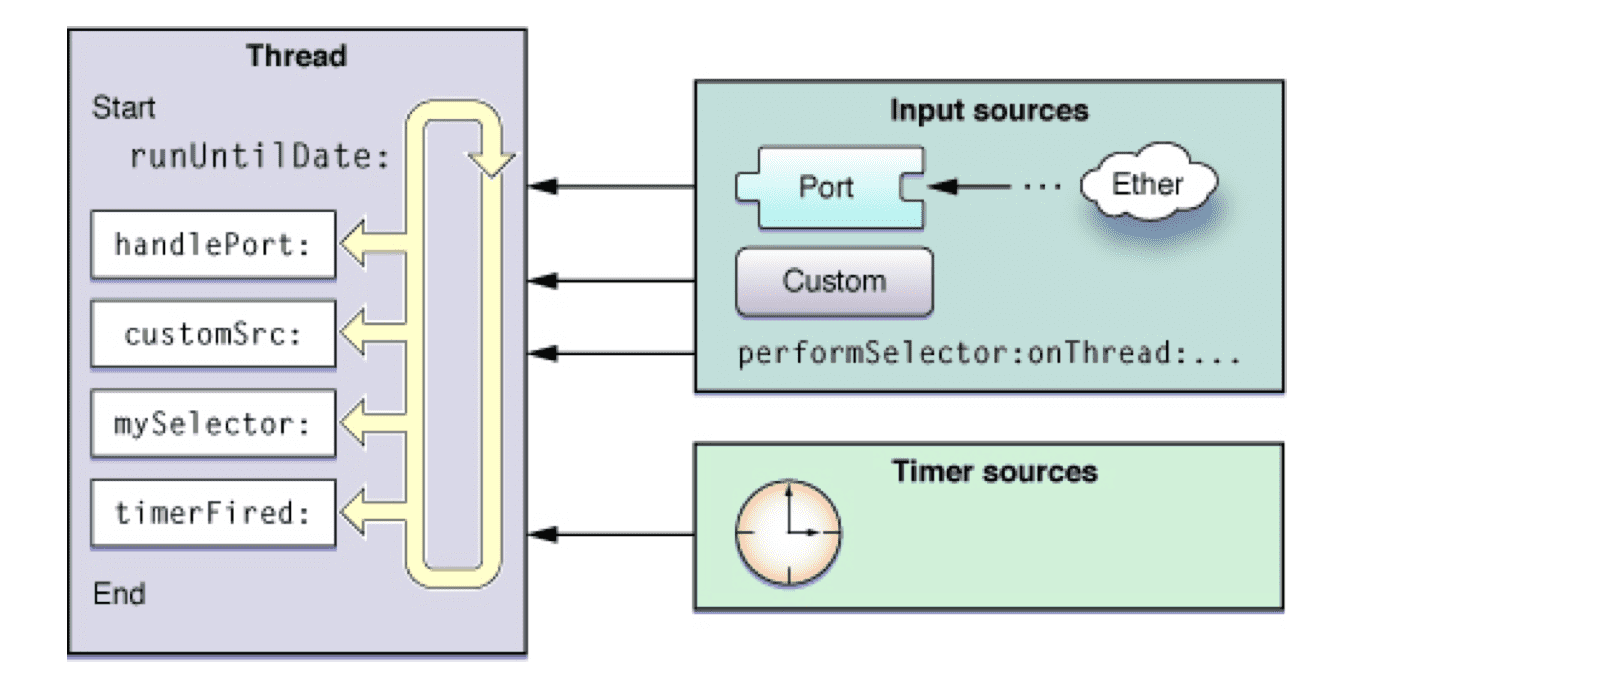 Thread
Start
runUntilDate:
handlePort:
customSrc:
mySelector:
timerFired:
End
Input sources
Port
... Ether
Custom
performSelector:onThread:...
Timer sources